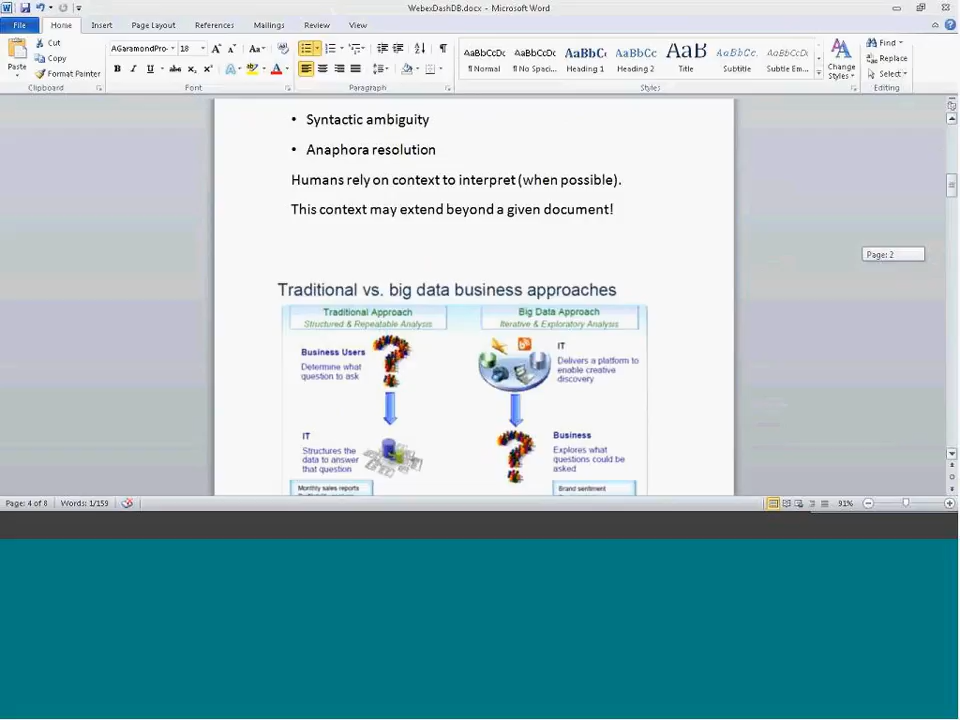 WebexDashDB.docx - Microsoft Word
File Home Insert Page Layout References Mailings Review View
Paste
Cut
Copy
Format Painter
Clipboard
AGaramondPro- 18
B I U abc x₂ x² A ab A
Font
Paragraph
AaBbCcDc AaBbCcDc AaBbC AaBbCc AaB AaBbCc. AaBbCcDc
¶ Normal ¶ No Spaci... Heading 1 Heading 2 Title Subtitle Subtle Em...
Styles
Change
Styles
Find
Replace
Select
Editing
• Syntactic ambiguity
• Anaphora resolution
Humans rely on context to interpret (when possible).
This context may extend beyond a given document!
Page: 2
Traditional vs. big data business approaches
Traditional Approach
Structured & Repeatable Analysis
Business Users
Determine what
question to ask
IT
Structures the
data to answer
that question
Monthly sales reports
Big Data Approach
Iterative & Exploratory Analysis
IT
Delivers a platform to
enable creative
discovery
Business
Explores what
questions could be
asked
Brand sentiment
Page: 4 of 8 Words: 1/159 91%